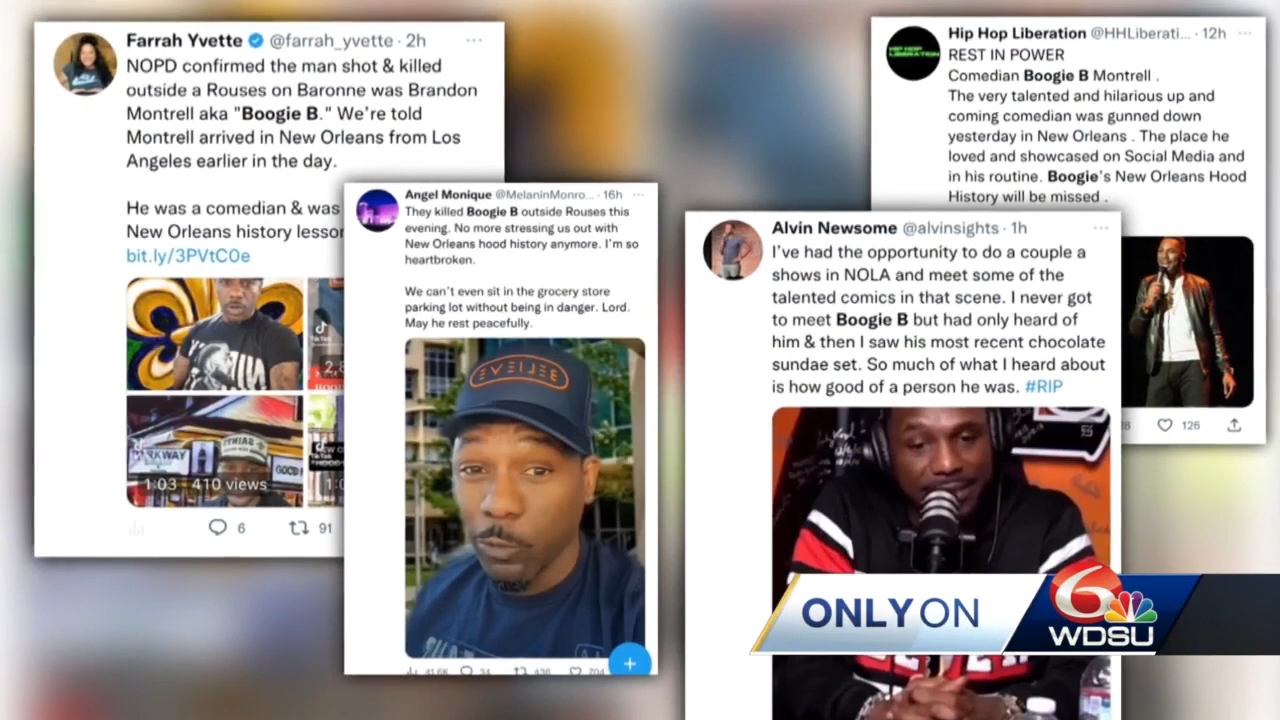 Farrah Yvette @farrah_yvette · 2h
NOPD confirmed the man shot & killed
outside a Rouses on Baronne was Brandon
Montrell aka "Boogie B." We're told
Montrell arrived in New Orleans from Los
Angeles earlier in the day.
He was a comedian & was
New Orleans history lesson
bit.ly/3PVtC0e
TikTok
1:03 410 views
6 91
Angel Monique @MelaninMonro... · 16h
They killed Boogie B outside Rouses this
evening. No more stressing us out with
New Orleans hood history anymore. I'm so
heartbroken.
We can't even sit in the grocery store
parking lot without being in danger. Lord.
May he rest peacefully.
Alvin Newsome @alvinsights · 1h
I've had the opportunity to do a couple a
shows in NOLA and meet some of the
talented comics in that scene. I never got
to meet Boogie B but had only heard of
him & then I saw his most recent chocolate
sundae set. So much of what I heard about
is how good of a person he was. #RIP
HIP HOP
LIBERATION
Hip Hop Liberation @HHLiberati... · 12h
REST IN POWER
Comedian Boogie B Montrell .
The very talented and hilarious up and
coming comedian was gunned down
yesterday in New Orleans . The place he
loved and showcased on Social Media and
in his routine. Boogie's New Orleans Hood
History will be missed .
126
ONLY ON
6
WDSU